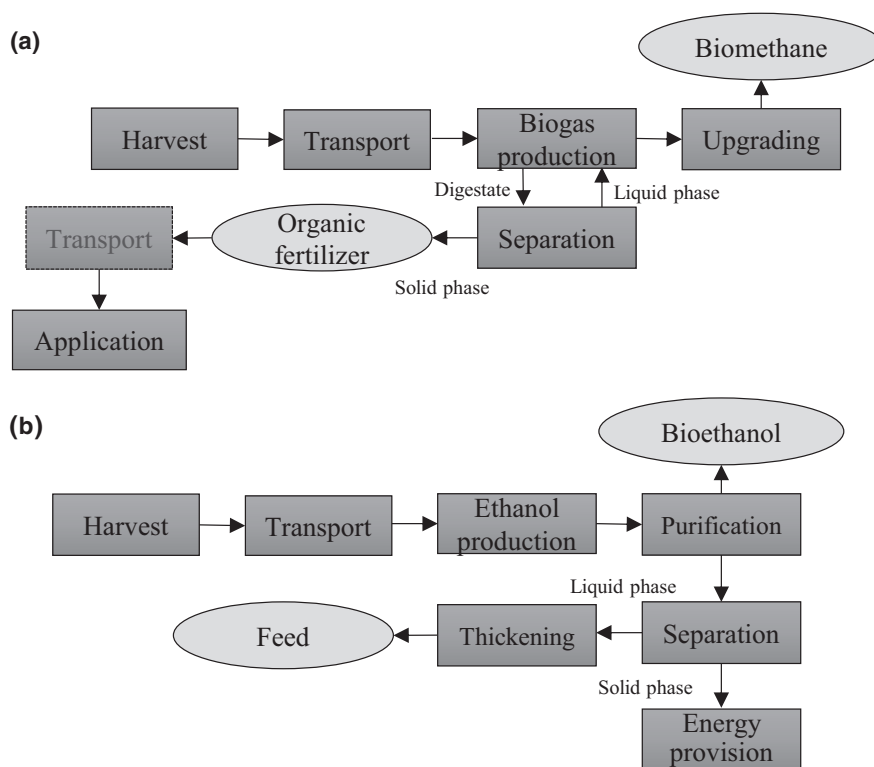 (a)
Biomethane
Harvest
Transport
Biogas
production
Upgrading
Digestate
Liquid phase
Transport
Organic
fertilizer
Separation
Solid phase
Application
(b)
Bioethanol
Harvest
Transport
Ethanol
production
Purification
Liquid phase
Feed
Thickening
Separation
Solid phase
Energy
provision